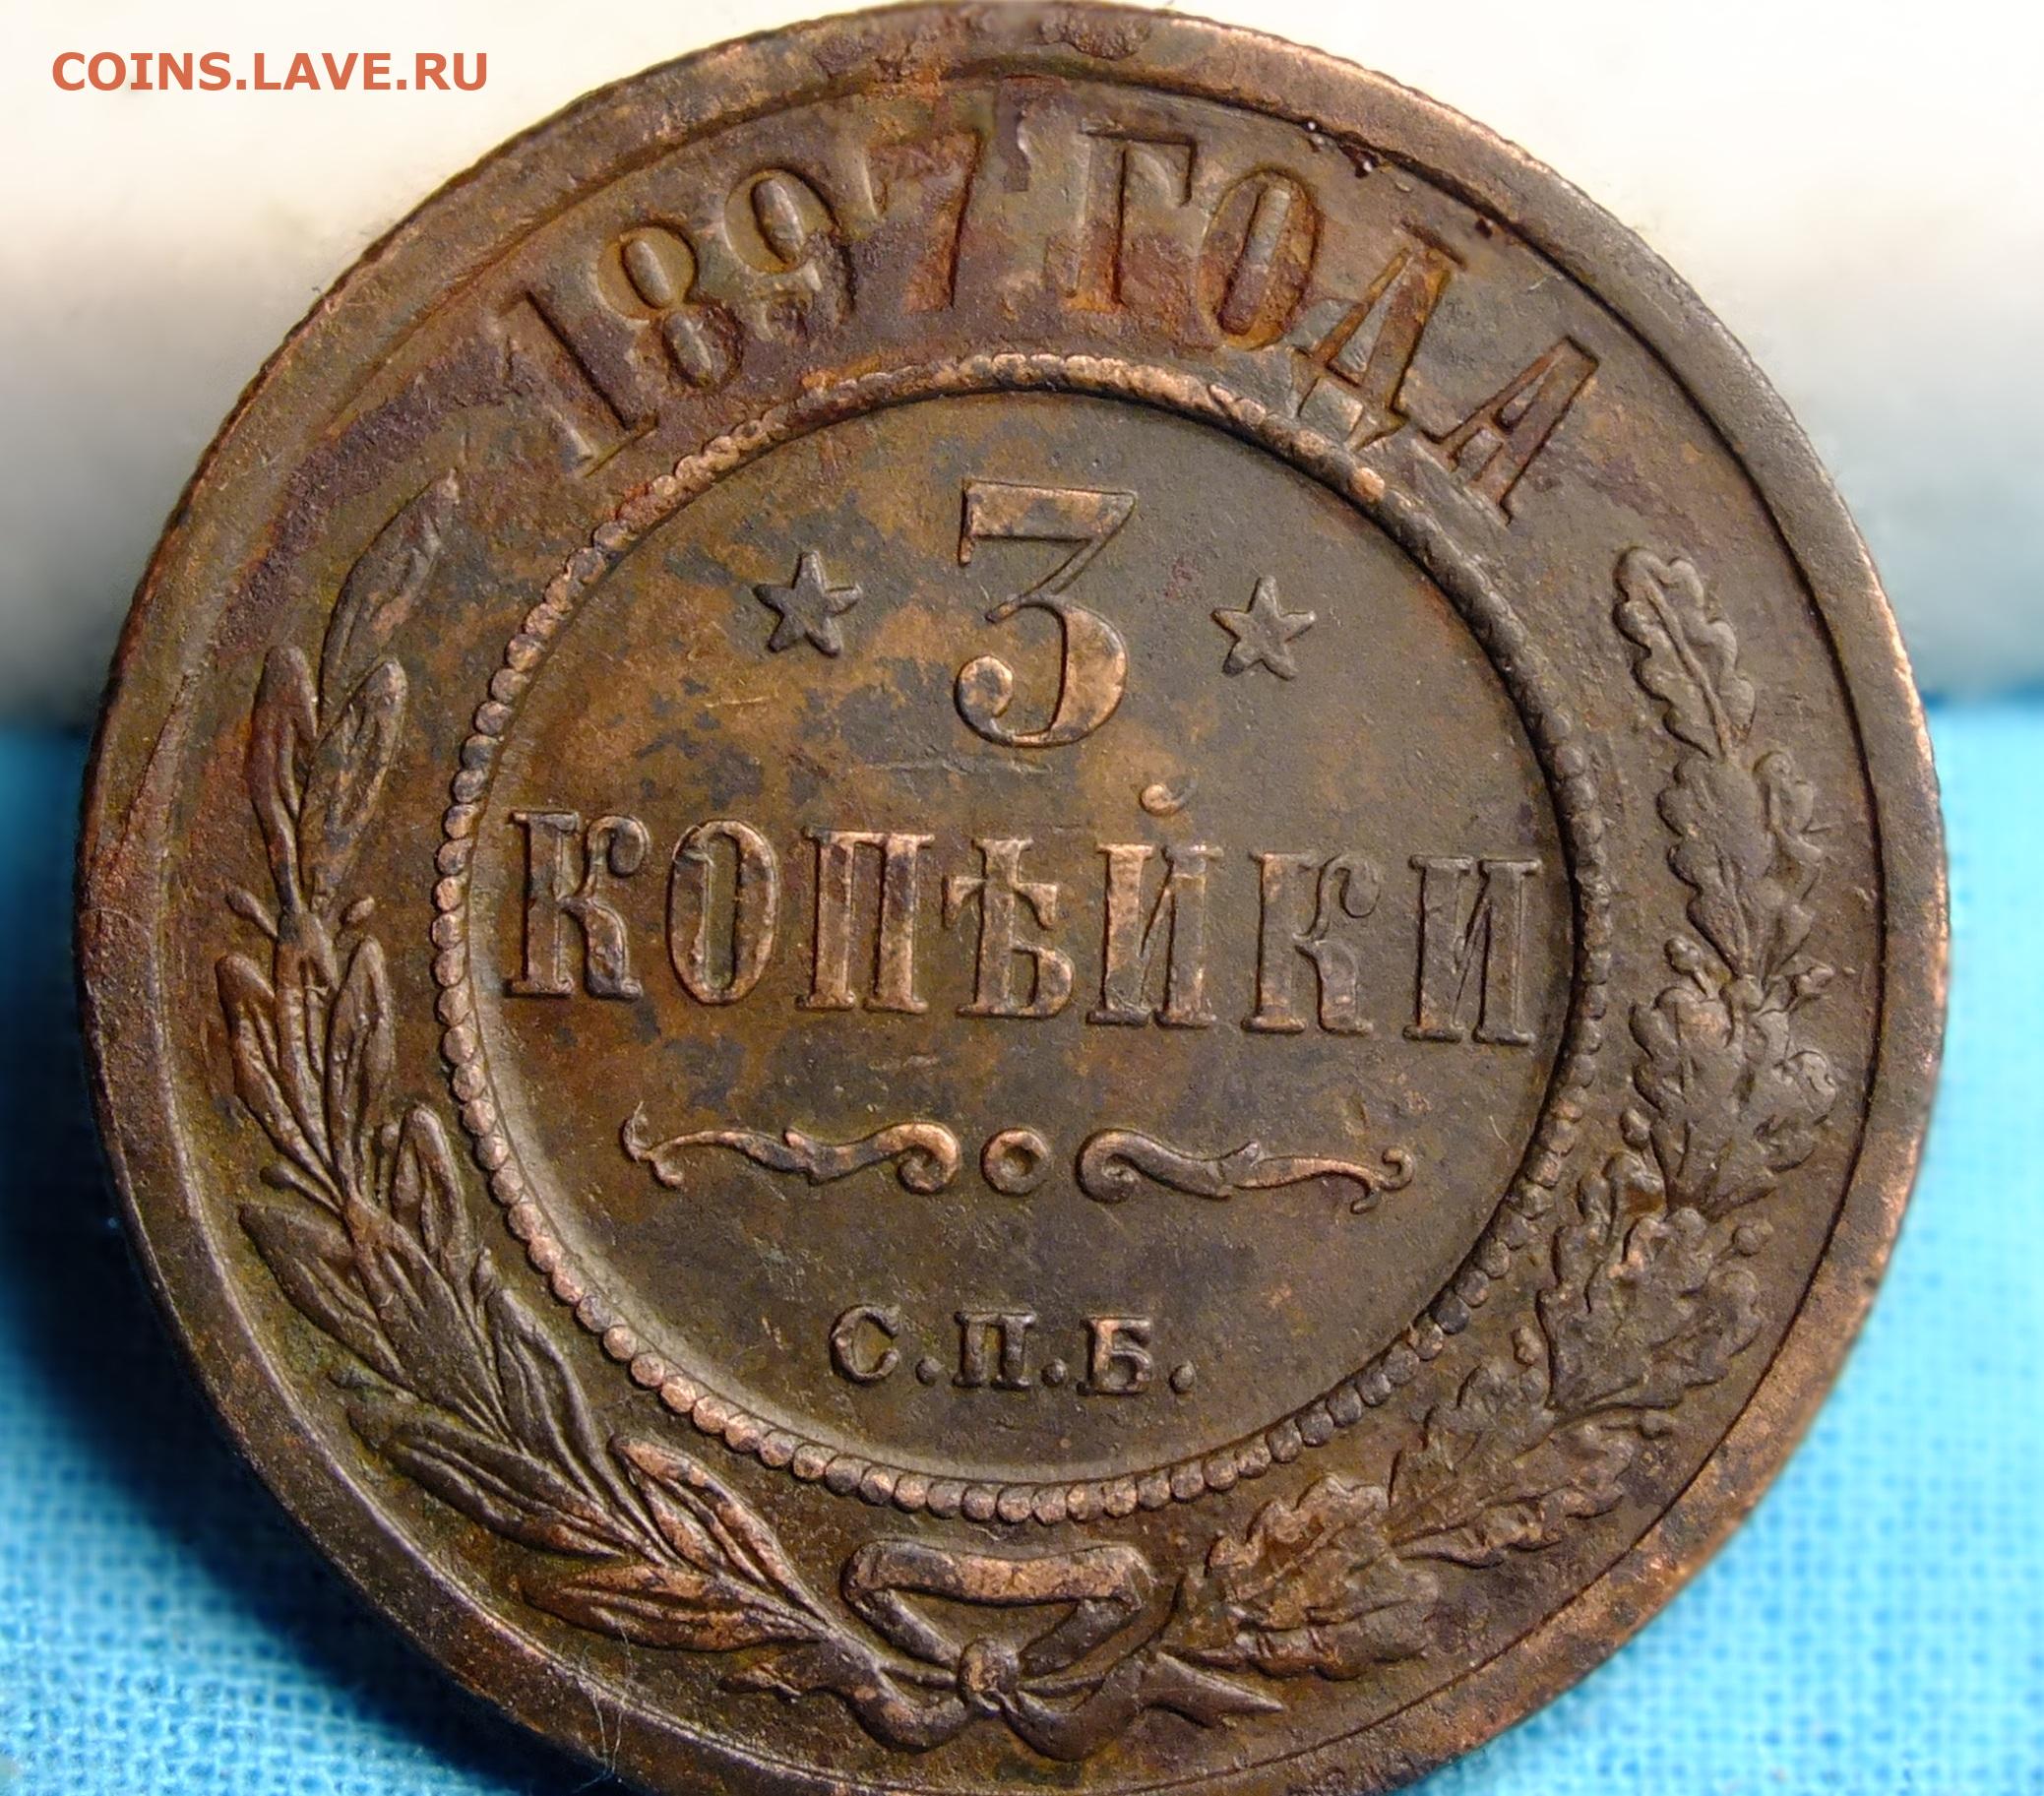 COINS.LAVE.RU
1897 ГОДА
3
КОПѢЙКИ
С.П.Б.